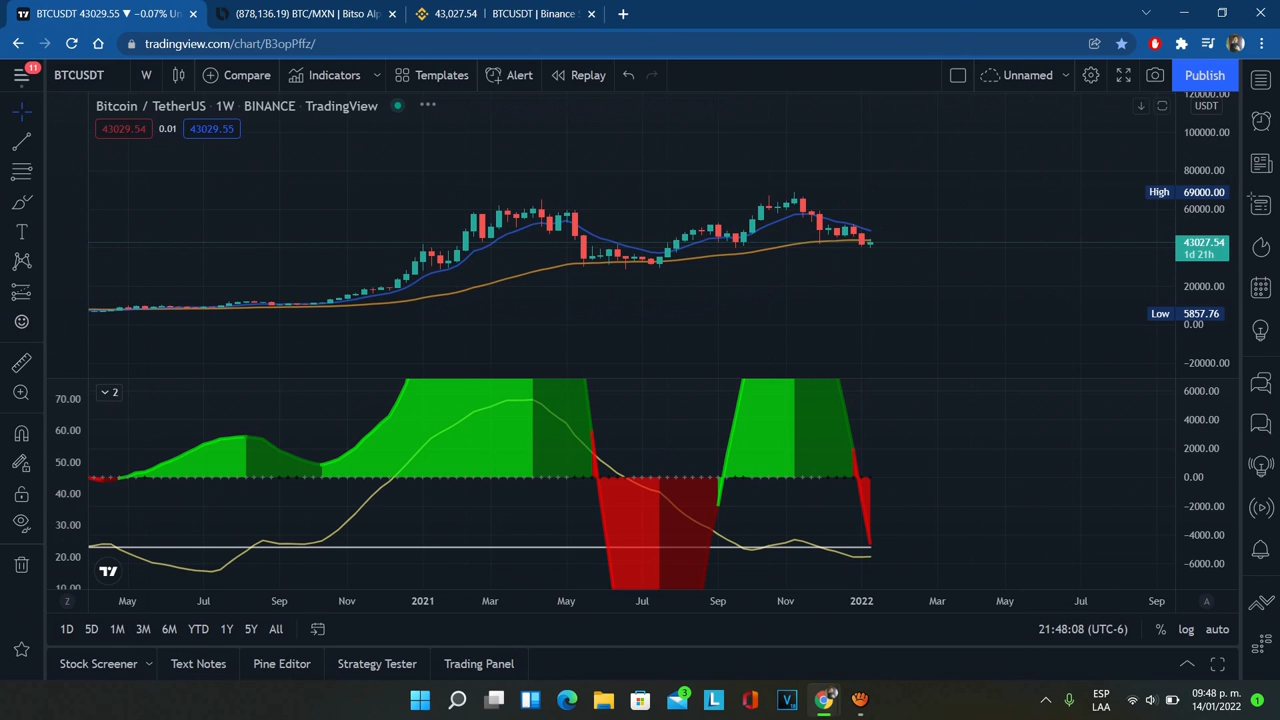 BTCUSDT 43029.55 ▼ −0.07% Un
(878,136.19) BTC/MXN | Bitso Alp
43,027.54 | BTCUSDT | Binance
tradingview.com/chart/B3opPffz/
11
BTCUSDT W Compare Indicators Templates Alert Replay Unnamed Publish
Bitcoin / TetherUS · 1W · BINANCE · TradingView
USDT
43029.54 0.01 43029.55
120000.00
100000.00
80000.00
High 69000.00
60000.00
43027.54
1d 21h
20000.00
Low 5857.76
0.00
−20000.00
2
70.00
60.00
50.00
40.00
30.00
20.00
10.00
6000.00
4000.00
2000.00
0.00
−2000.00
−4000.00
−6000.00
Z May Jul Sep Nov 2021 Mar May Jul Sep Nov 2022 Mar May Jul Sep A
1D 5D 1M 3M 6M YTD 1Y 5Y All 21:48:08 (UTC-6) % log auto
Stock Screener Text Notes Pine Editor Strategy Tester Trading Panel
3
ESP
LAA
09:48 p. m.
14/01/2022
1